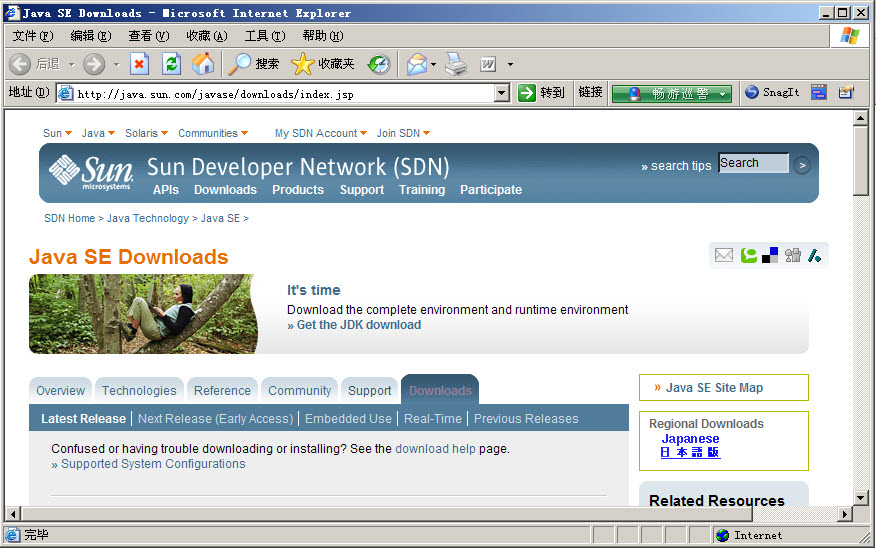 Java SE Downloads - Microsoft Internet Explorer
文件(F) 编辑(E) 查看(V) 收藏(A) 工具(T) 帮助(H)
后退 搜索 收藏夹
地址(D) http://java.sun.com/javase/downloads/index.jsp 转到 链接 畅游巡警 SnagIt
Sun Java Solaris Communities My SDN Account Join SDN
Sun microsystems Sun Developer Network (SDN)
» search tips Search >
APIs Downloads Products Support Training Participate
SDN Home > Java Technology > Java SE >
Java SE Downloads
It's time
Download the complete environment and runtime environment
» Get the JDK download
Overview Technologies Reference Community Support Downloads
Latest Release | Next Release (Early Access) | Embedded Use | Real-Time | Previous Releases
Confused or having trouble downloading or installing? See the download help page.
» Supported System Configurations
» Java SE Site Map
Regional Downloads
Japanese
日本語版
Related Resources
完毕 Internet